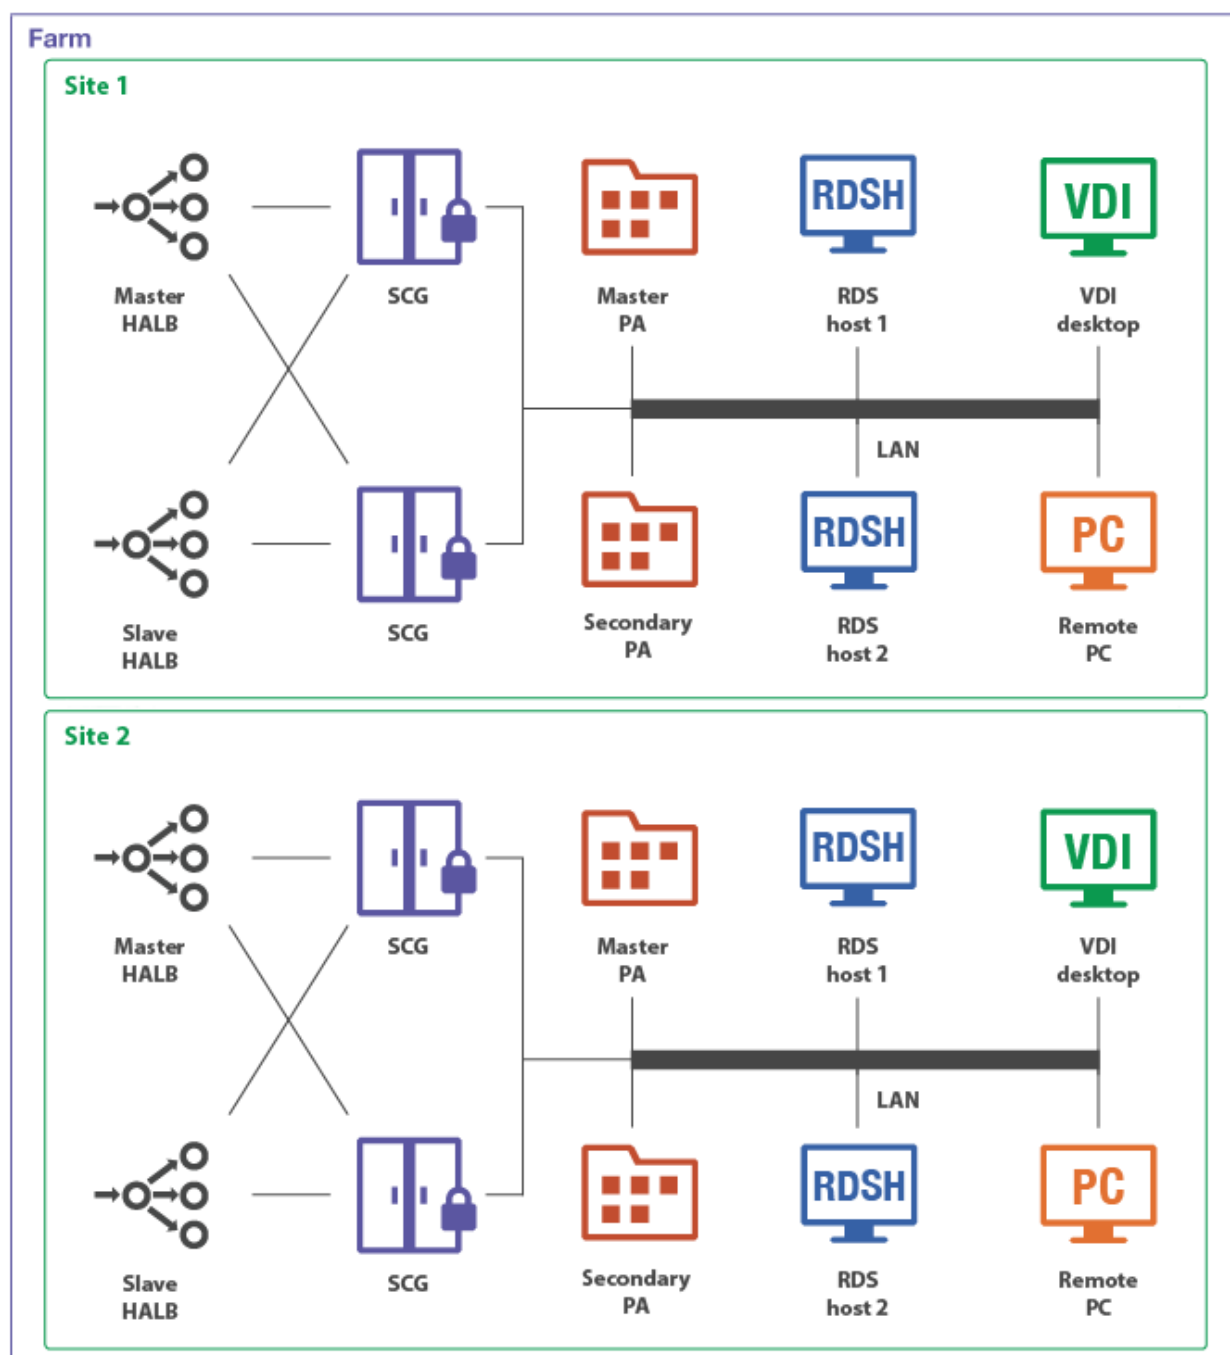 Farm
Site 1
RDSH
VDI
Master
HALB
SCG
Master
PA
RDS
host 1
VDI
desktop
LAN
RDSH
PC
Slave
HALB
SCG
Secondary
PA
RDS
host 2
Remote
PC
Site 2
RDSH
VDI
Master
HALB
SCG
Master
PA
RDS
host 1
VDI
desktop
LAN
RDSH
PC
Slave
HALB
SCG
Secondary
PA
RDS
host 2
Remote
PC